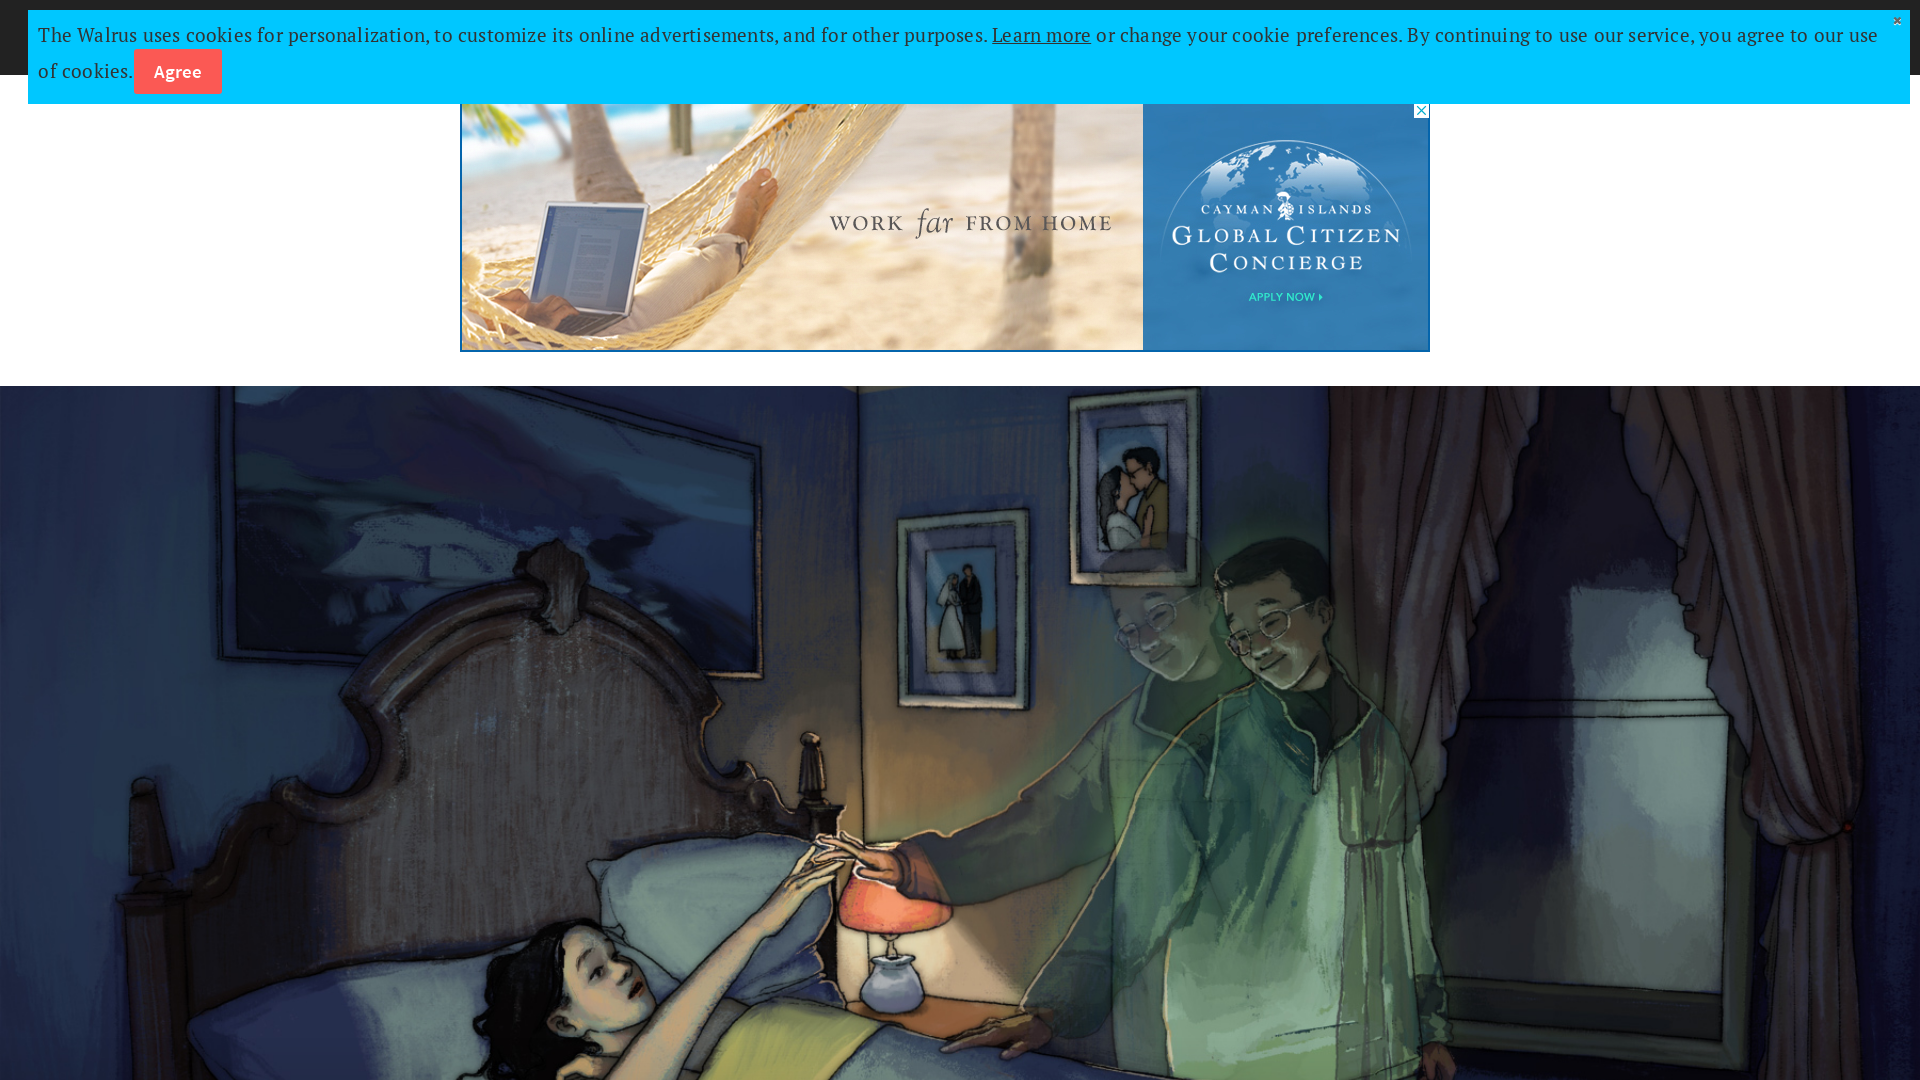 The Walrus uses cookies for personalization, to customize its online advertisements, and for other purposes. Learn more or change your cookie preferences. By continuing to use our service, you agree to our use
of cookies. Agree
WORK far FROM HOME
CAYMAN ISLANDS
GLOBAL CITIZEN
CONCIERGE
APPLY NOW